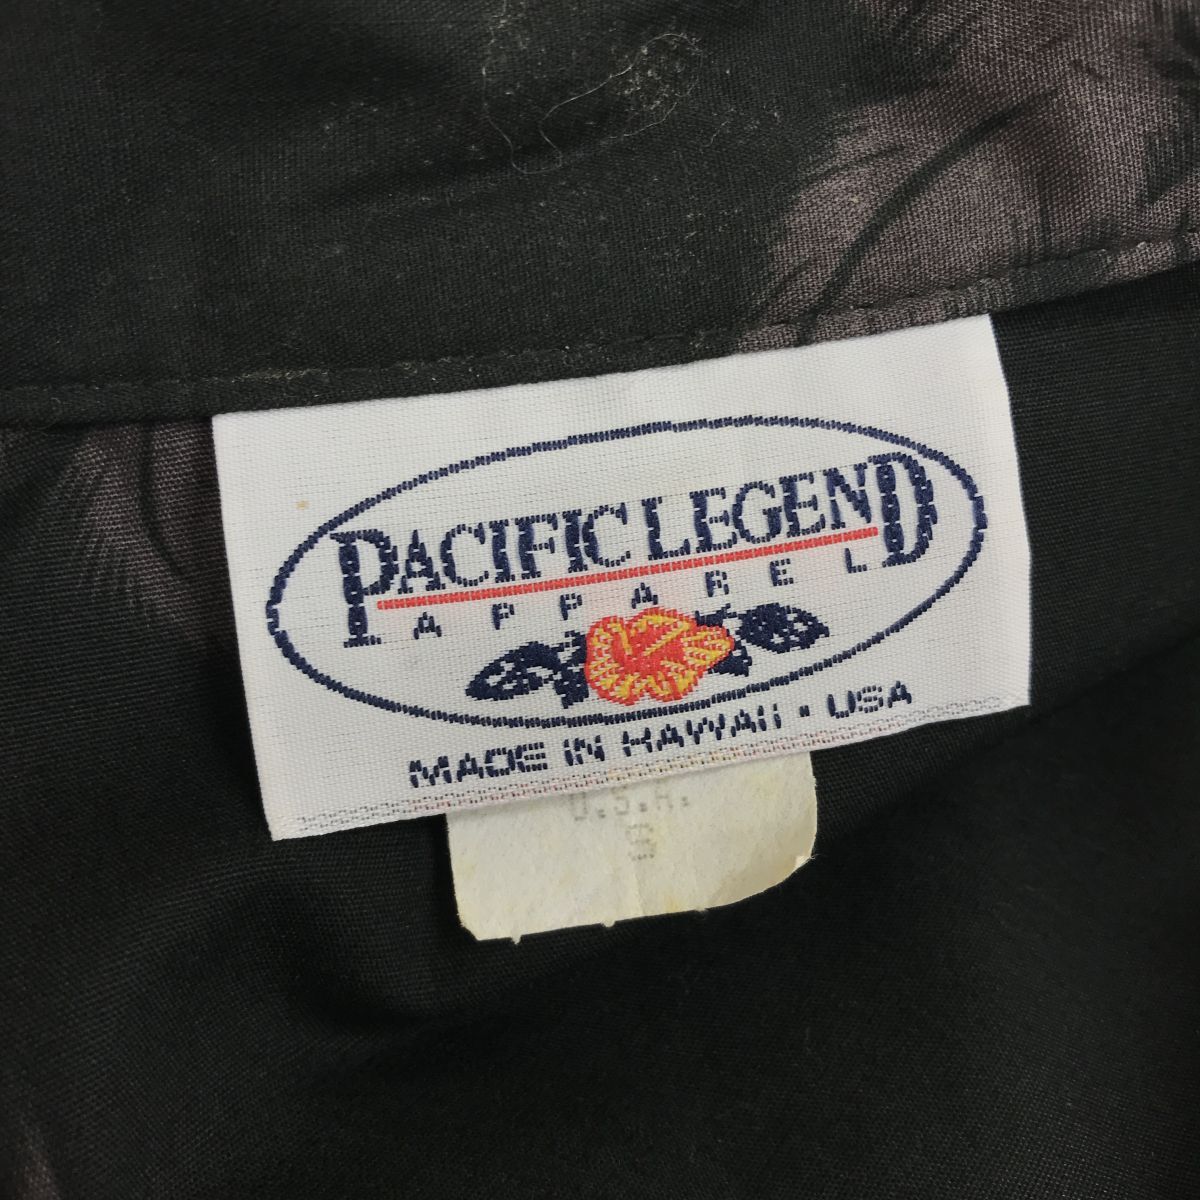 PACIFIC LEGEND
APPAREL
MADE IN HAWAII • USA
U.S.A.
S